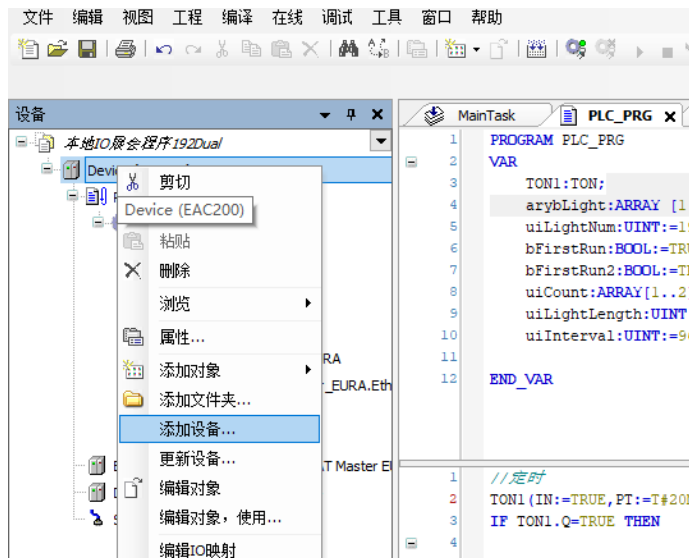 文件 编辑 视图 工程 编译 在线 调试 工具 窗口 帮助
设备
MainTask PLC_PRG
本地IO展会程序192Dual
Device (EAC200)
剪切
粘贴
删除
浏览
属性...
添加对象
添加文件夹...
添加设备...
更新设备...
编辑对象
编辑对象，使用...
编辑IO映射
RA
_EURA.Eth
T Master E
1 PROGRAM PLC_PRG
2 VAR
3 TON1:TON;
4 arybLight:ARRAY [1
5 uiLightNum:UINT:=1
6 bFirstRun:BOOL:=TR
7 bFirstRun2:BOOL:=T
8 uiCount:ARRAY[1..2
9 uiLightLength:UINT
10 uiInterval:UINT:=9
11
12 END_VAR
1 //定时
2 TON1(IN:=TRUE,PT:=T#20
3 IF TON1.Q=TRUE THEN
4